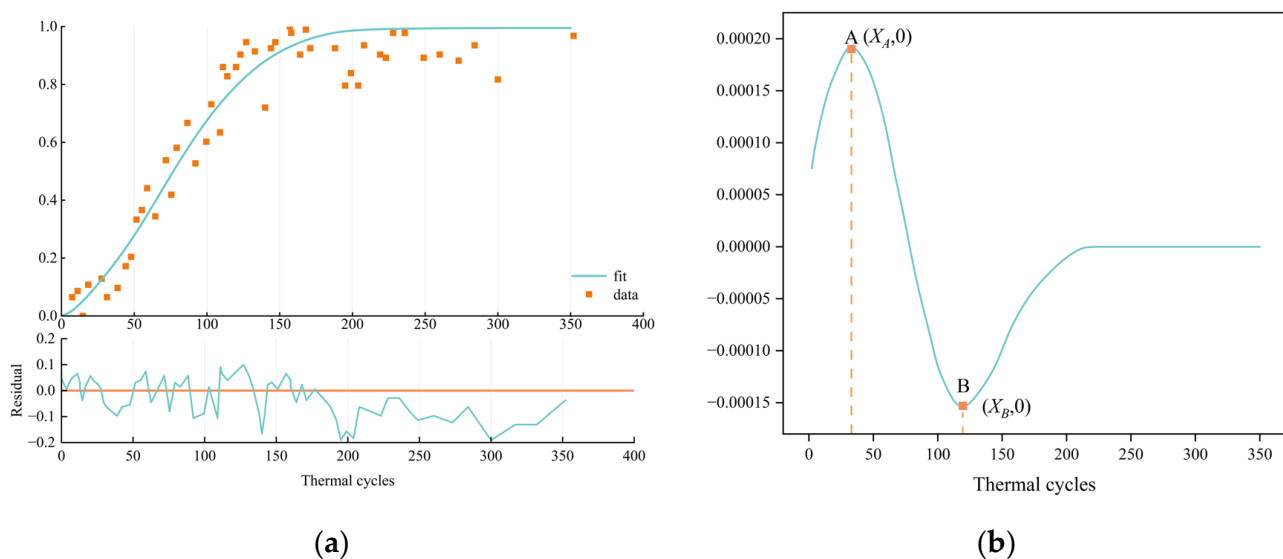 1.0
0.8
0.6
0.4
0.2
0.0
fit
data
0 50 100 150 200 250 300 350 400
0.2
0.1
0.0
−0.1
−0.2
Residual
0 50 100 150 200 250 300 350 400
Thermal cycles
(a)
0.00020
0.00015
0.00010
0.00005
0.00000
−0.00005
−0.00010
−0.00015
A (X_A,0)
B
(X_B,0)
0 50 100 150 200 250 300 350
Thermal cycles
(b)